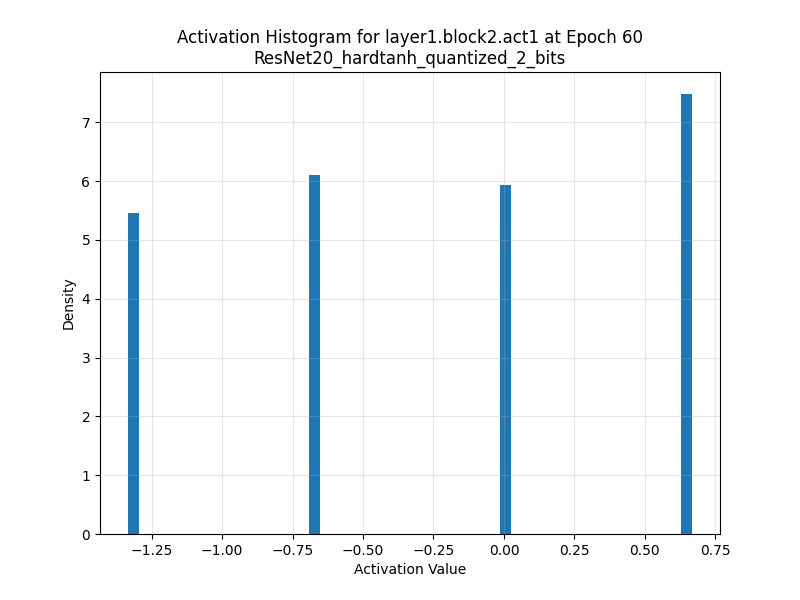 Activation Histogram for layer1.block2.act1 at Epoch 60
ResNet20_hardtanh_quantized_2_bits
Density
7
6
5
4
3
2
1
0
−1.25 −1.00 −0.75 −0.50 −0.25 0.00 0.25 0.50 0.75
Activation Value